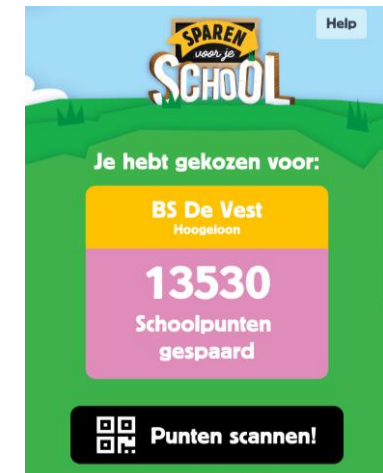 Help
SPAREN
voor je
SCHOOL
Je hebt gekozen voor:
BS De Vest
Hoogeloon
13530
Schoolpunten
gespaard
Punten scannen!